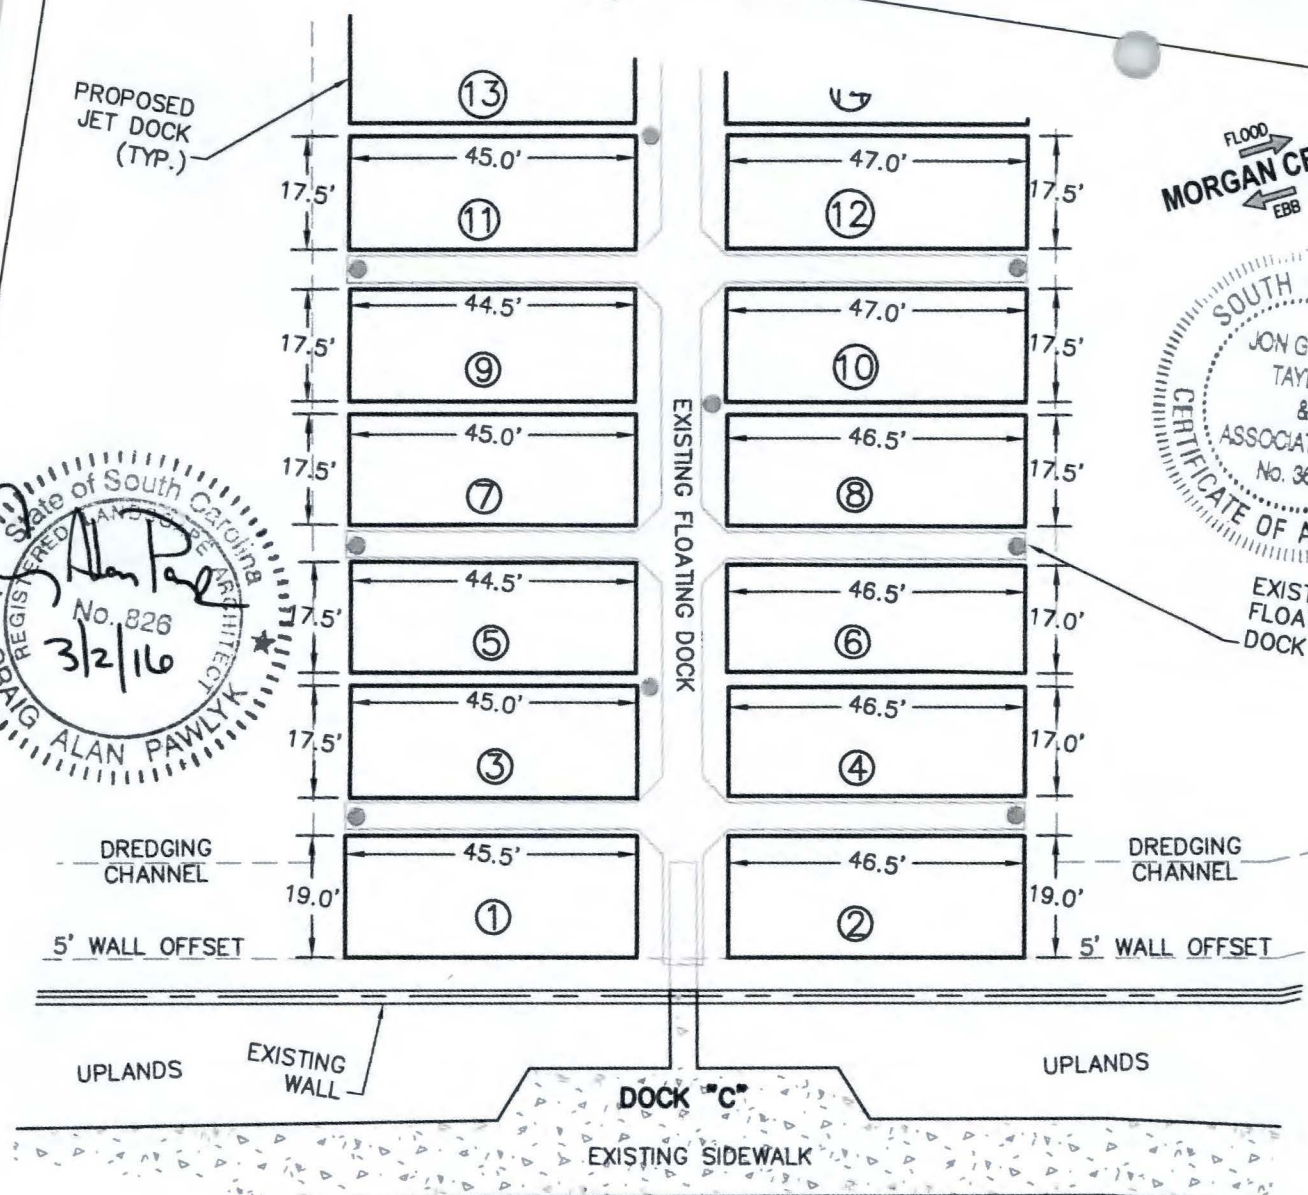 PROPOSED
JET DOCK
(TYP.)
13
45.0'
17.5'
11
47.0'
17.5'
12
FLOOD
MORGAN
EBB
44.5'
17.5'
9
47.0'
17.5'
10
45.0'
17.5'
7
46.5'
17.5'
8
EXISTING FLOATING DOCK
44.5'
17.5'
5
46.5'
17.0'
6
45.0'
17.5'
3
46.5'
17.0'
4
45.5'
19.0'
1
46.5'
19.0'
2
State of South Carolina
REGISTERED LANDSCAPE ARCHITECT
No. 826
3/2/16
CRAIG ALAN PAWLYK
SOUTH
JON G
TAY
&
ASSOCIAT
No. 36
CERTIFICATE OF A
EXIST
FLOA
DOCK
DREDGING
CHANNEL
5' WALL OFFSET
DREDGING
CHANNEL
5' WALL OFFSET
UPLANDS
EXISTING
WALL
UPLANDS
DOCK "C"
EXISTING SIDEWALK